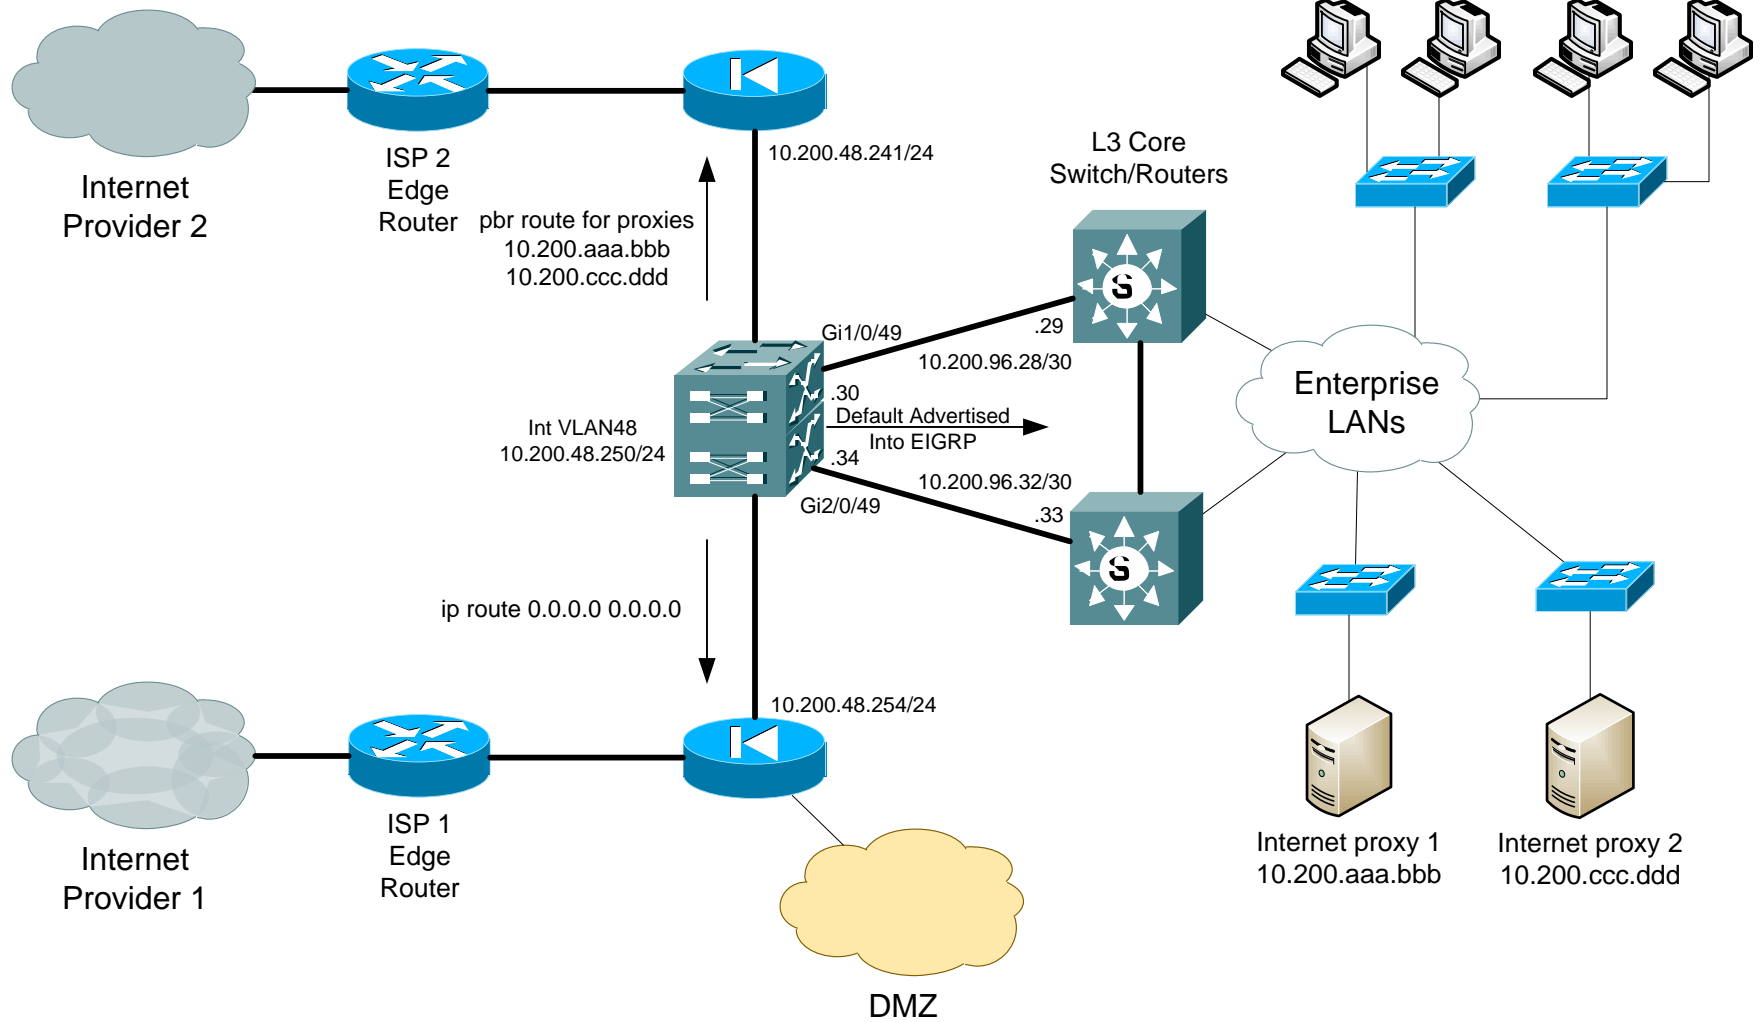 Internet
Provider 2
ISP 2
Edge
Router
10.200.48.241/24
pbr route for proxies
10.200.aaa.bbb
10.200.ccc.ddd
L3 Core
Switch/Routers
S
Gi1/0/49
.29
10.200.96.28/30
.30
Int VLAN48
10.200.48.250/24
Default Advertised
Into EIGRP
.34
10.200.96.32/30
Gi2/0/49
.33
S
Enterprise
LANs
ip route 0.0.0.0 0.0.0.0
10.200.48.254/24
Internet
Provider 1
ISP 1
Edge
Router
DMZ
Internet proxy 1
10.200.aaa.bbb
Internet proxy 2
10.200.ccc.ddd